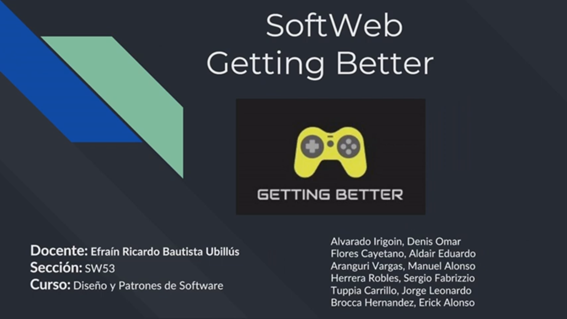 SoftWeb
Getting Better
GETTING BETTER
Docente: Efraín Ricardo Bautista Ubillús
Sección: SW53
Curso: Diseño y Patrones de Software
Alvarado Irigoin, Denis Omar
Flores Cayetano, Aldair Eduardo
Aranguri Vargas, Manuel Alonso
Herrera Robles, Sergio Fabrizzio
Tuppia Carrillo, Jorge Leonardo
Brocca Hernandez, Erick Alonso